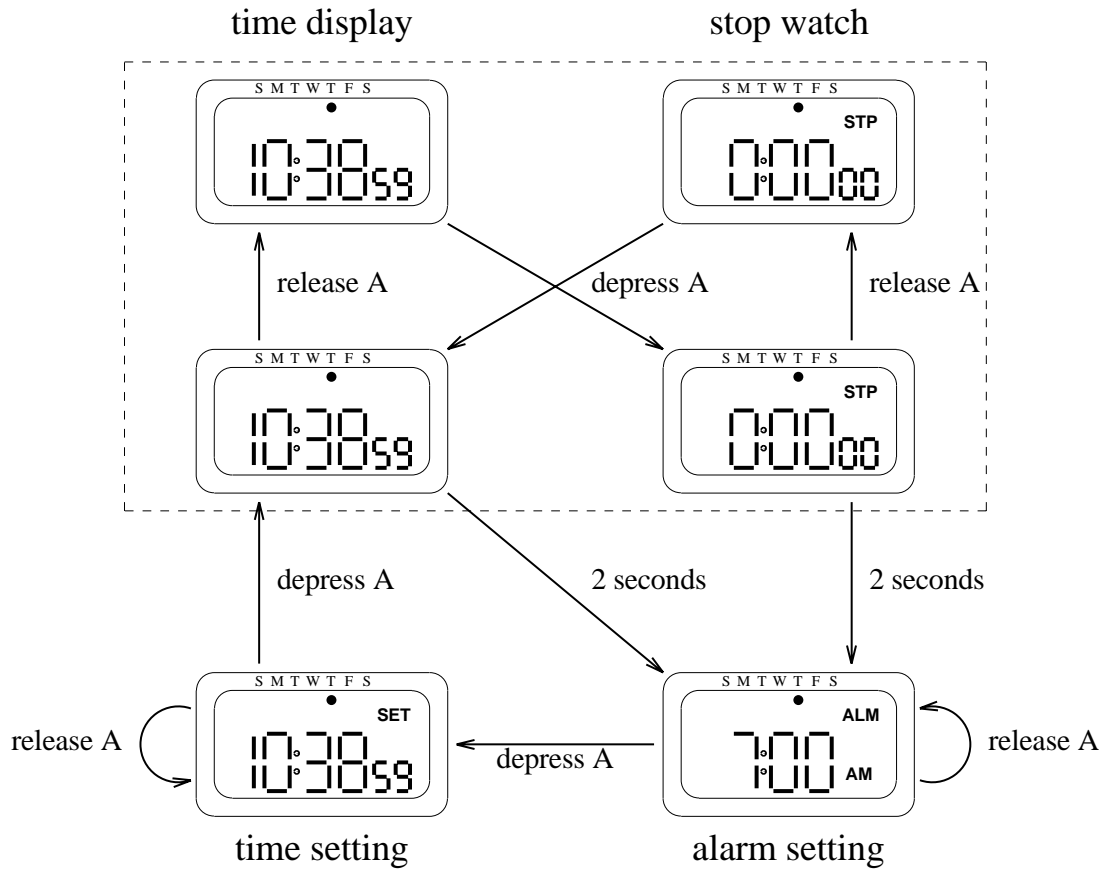 time display
stop watch
S M T W T F S
10:38 59
S M T W T F S
STP
0:00 00
release A
depress A
release A
S M T W T F S
10:38 59
S M T W T F S
STP
0:00 00
depress A
2 seconds
2 seconds
S M T W T F S
SET
10:38 59
S M T W T F S
ALM
7:00 AM
release A
depress A
release A
time setting
alarm setting